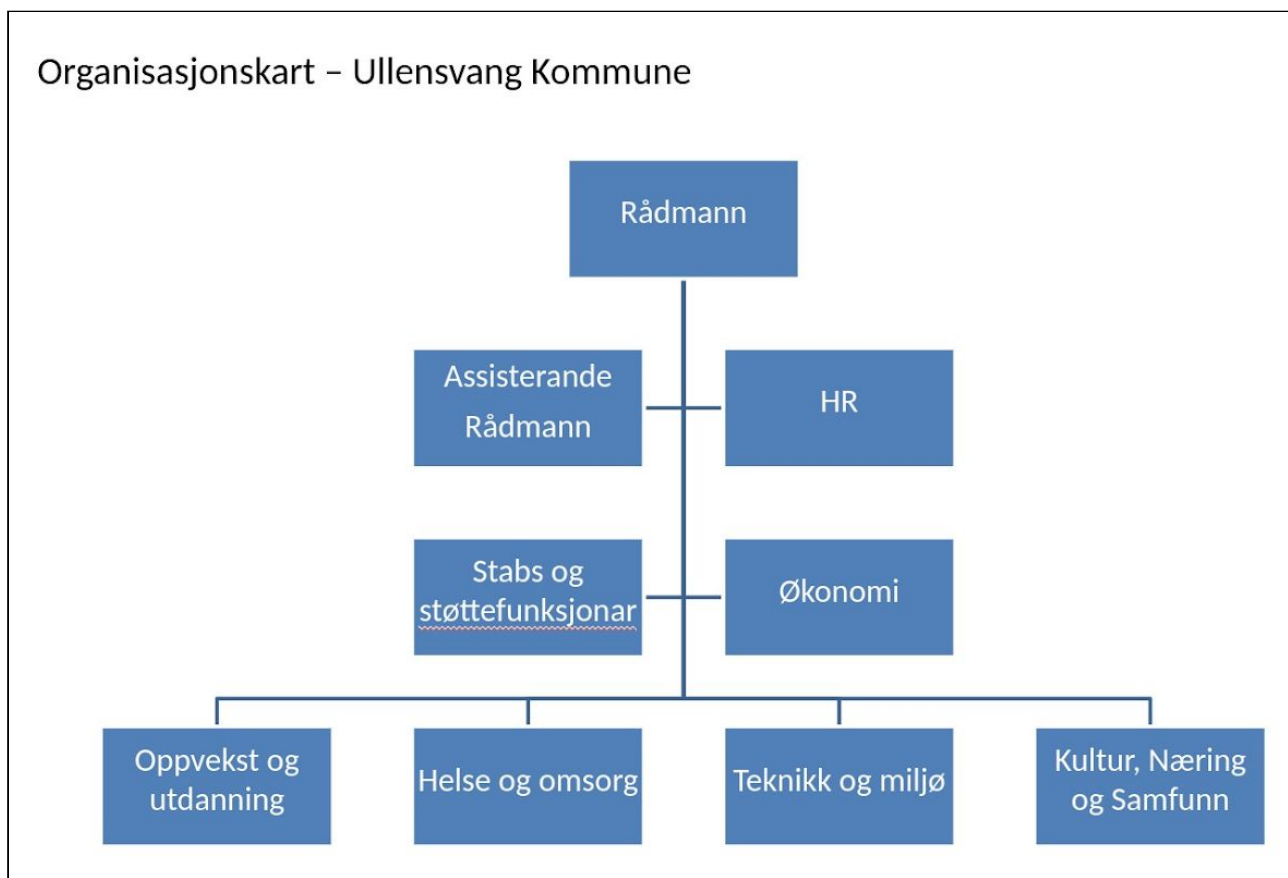 Organisasjonskart – Ullensvang Kommune
Rådmann
Assisterande
Rådmann
HR
Stabs og
støttefunksjonar
Økonomi
Oppvekst og
utdanning
Helse og omsorg
Teknikk og miljø
Kultur, Næring
og Samfunn